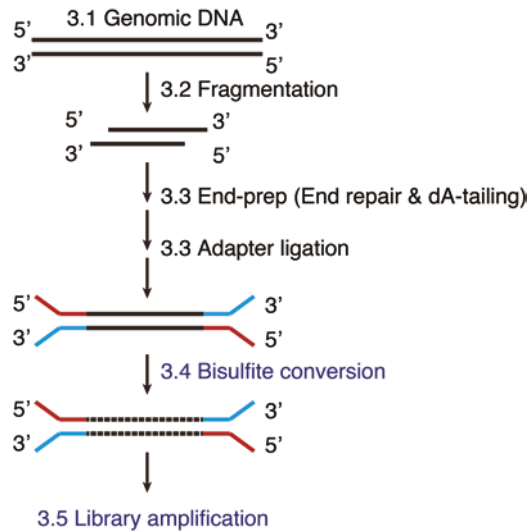 3.1 Genomic DNA
5’ 3’
3’ 5’
3.2 Fragmentation
5’ 3’
3’ 5’
3.3 End-prep (End repair & dA-tailing)
3.3 Adapter ligation
5’ 3’
3’ 5’
3.4 Bisulfite conversion
5’ 3’
3’ 5’
3.5 Library amplification